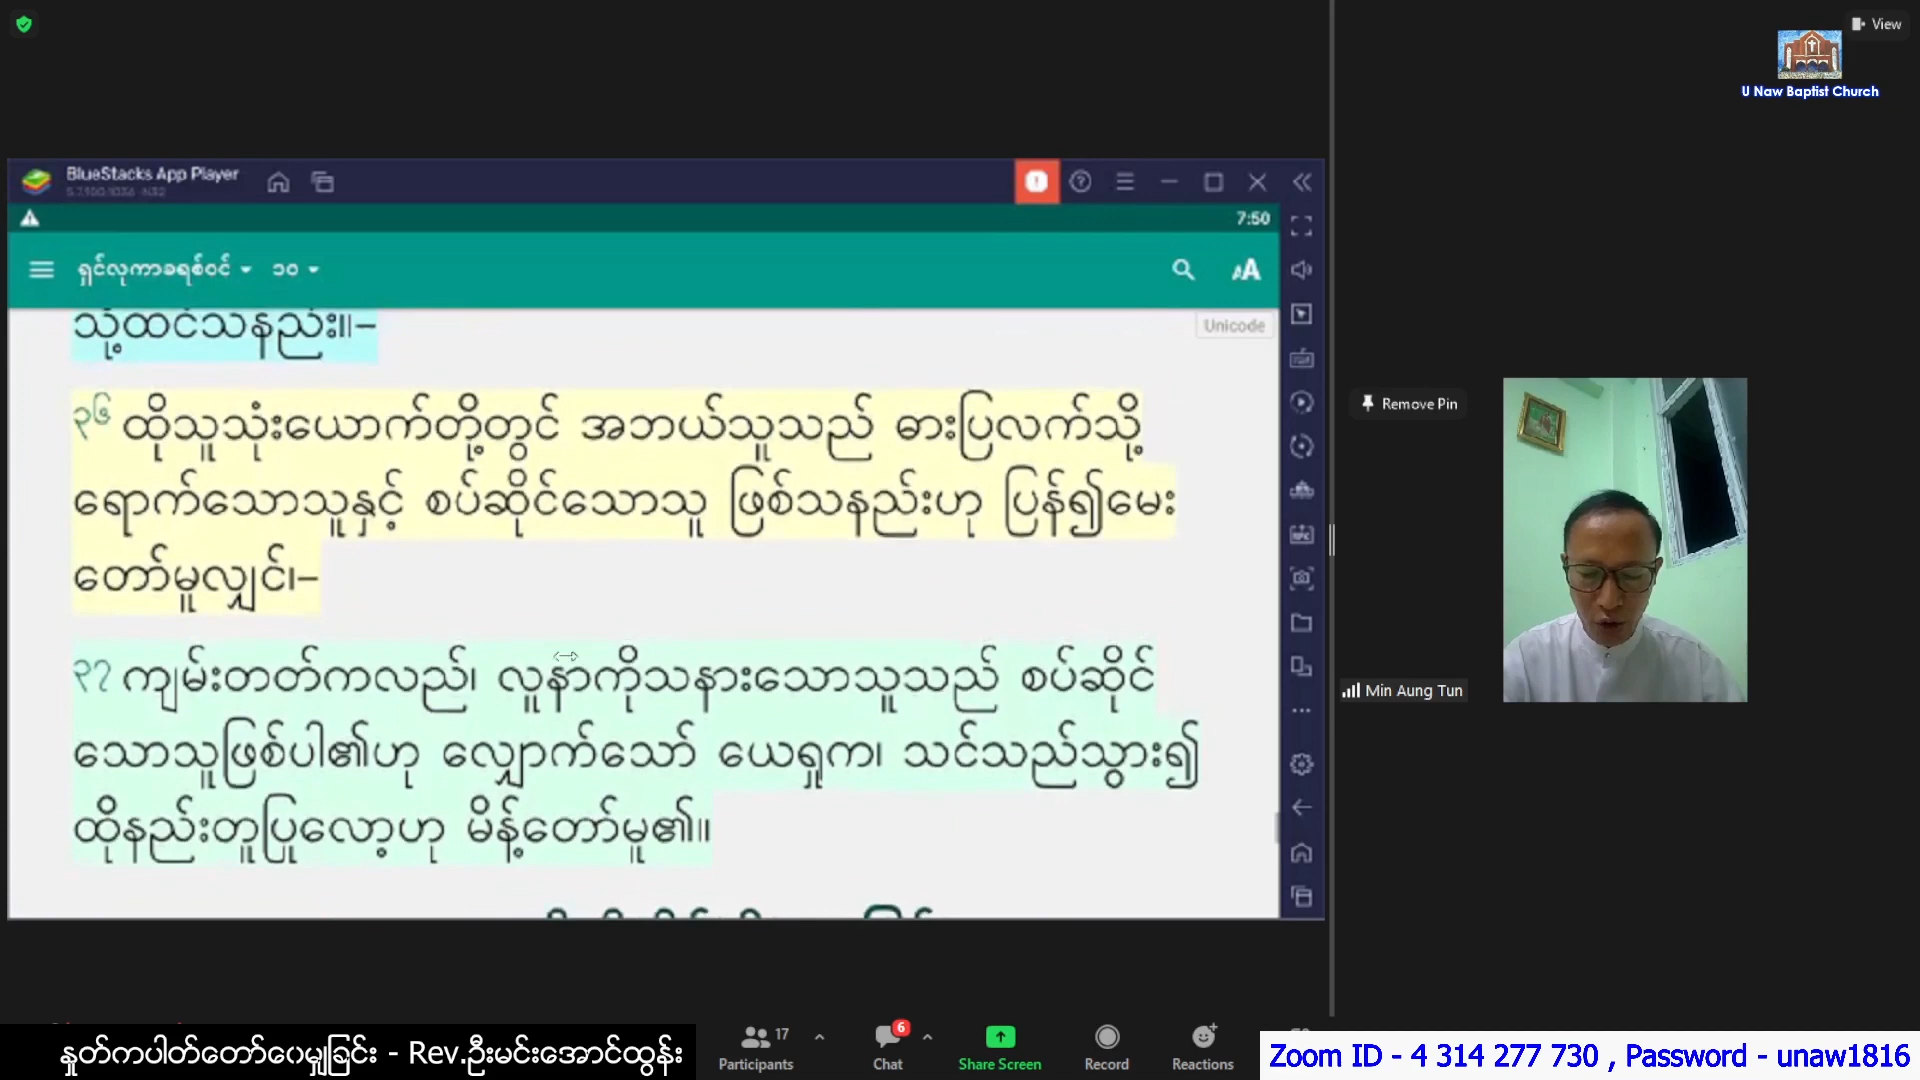 View
U Naw Baptist Church
BlueStacks App Player
5.7.100.1036 N32
7:50
ရှင်လုကာခရစ်ဝင် ၁၀
AA
Unicode
သို့ထင်သနည်း။–
၃၆ ထိုသူသုံးယောက်တို့တွင် အဘယ်သူသည် ဓားပြလက်သို့
ရောက်သောသူနှင့် စပ်ဆိုင်သောသူ ဖြစ်သနည်းဟု ပြန်၍မေး
တော်မူလျှင်၊–
၃၇ ကျမ်းတတ်ကလည်၊ လူနာကိုသနားသောသူသည် စပ်ဆိုင်
သောသူဖြစ်ပါ၏ဟု လျှောက်သော် ယေရှုက၊ သင်သည်သွား၍
ထိုနည်းတူပြုလော့ဟု မိန့်တော်မူ၏။
Remove Pin
Min Aung Tun
17
Participants
6
Chat
Share Screen
Record
Reactions
နှုတ်ကပါတ်တော်ဝေမျှခြင်း - Rev.ဦးမင်းအောင်ထွန်း
Zoom ID - 4 314 277 730 , Password - unaw1816